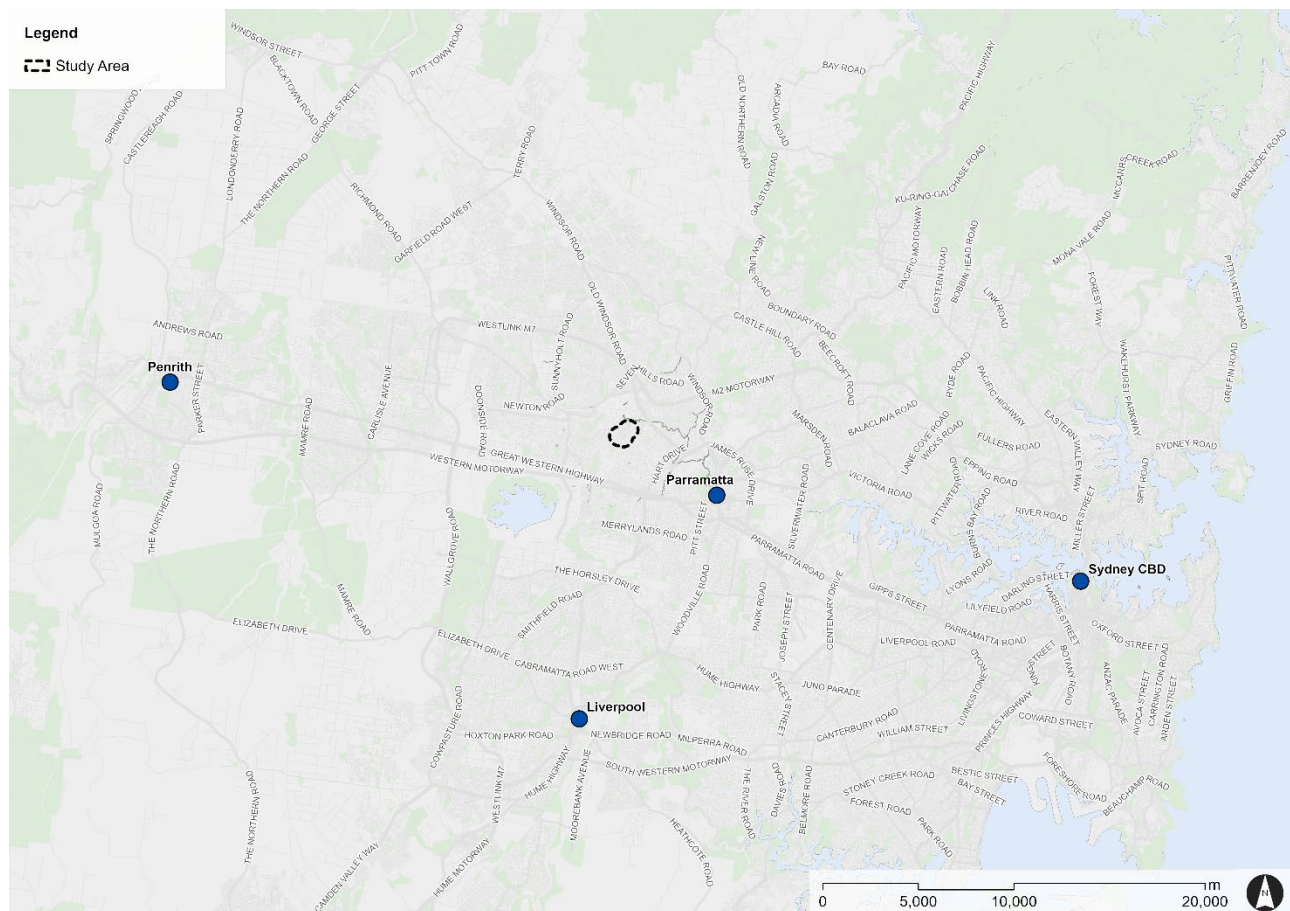 Legend
Study Area
WINDSOR STREET
PITT TOWN ROAD
BLACKTOWN ROAD
GEORGE STREET
CASTLEREAGH ROAD
LONDONDERRY ROAD
THE NORTHERN ROAD
RICHMOND ROAD
GARFIELD ROAD WEST
TERRY ROAD
WINDSOR ROAD
OLD WINDSOR ROAD
OLD NORTHERN ROAD
BAY ROAD
ARCADIA ROAD
GALSTON ROAD
PACIFIC HIGHWAY
KU-RING-GAI CHASE ROAD
MCCARRS CREEK ROAD
BARRENJOEY ROAD
MONA VALE ROAD
PITTWATER ROAD
NEW LINE ROAD
PACIFIC MOTORWAY
EASTERN ROAD
BOBBIN HEAD ROAD
LINK ROAD
FOREST WAY
BOUNDARY ROAD
CASTLE HILL ROAD
BEECROFT ROAD
ANDREWS ROAD
Penrith
PARKER STREET
CARLISLE AVENUE
MAMRE ROAD
WESTLINK M7
SUNNYHOLT ROAD
DOONSIDE ROAD
NEWTON ROAD
SEVEN HILLS ROAD
WINDSOR ROAD
M2 MOTORWAY
RYDE ROAD
PACIFIC HIGHWAY
WAKEHURST PARKWAY
GRIFFIN ROAD
MARSDEN ROAD
BALACLAVA ROAD
LANE COVE ROAD
WICKS ROAD
FULLERS ROAD
EASTERN VALLEY WAY
SYDNEY ROAD
GREAT WESTERN HIGHWAY
WESTERN MOTORWAY
HART DRIVE
JAMES RUSE DRIVE
Parramatta
VICTORIA ROAD
EPPING ROAD
PITTWATER ROAD
SPIT ROAD
MULGOA ROAD
THE NORTHERN ROAD
WALLGROVE ROAD
MERRYLANDS ROAD
PITT STREET
SILVERWATER ROAD
BURNS BAY ROAD
RIVER ROAD
MILLER STREET
PARRAMATTA ROAD
Sydney CBD
THE HORSLEY DRIVE
GIPPS STREET
LYONS ROAD
DARLING STREET
LILYFIELD ROAD
HARRIS STREET
MAMRE ROAD
SMITHFIELD ROAD
WOODVILLE ROAD
PARK ROAD
JOSEPH STREET
CENTENARY DRIVE
ELIZABETH DRIVE
ELIZABETH DRIVE
LIVERPOOL ROAD
PARRAMATTA ROAD
OXFORD STREET
CABRAMATTA ROAD WEST
HUME HIGHWAY
STACEY STREET
JUNO PARADE
LIVINGSTONE ROAD
KING STREET
BOTANY ROAD
ANZAC PARADE
AVOCA STREET
CARRINGTON ROAD
ARDEN STREET
Liverpool
COWPASTURE ROAD
HOXTON PARK ROAD
NEWBRIDGE ROAD
MILPERRA ROAD
CANTERBURY ROAD
WILLIAM STREET
PRINCES HIGHWAY
COWARD STREET
SOUTH WESTERN MOTORWAY
THE NORTHERN ROAD
WESTLINK M7
HUME HIGHWAY
MOOREBANK AVENUE
THE RIVER ROAD
DAVIES ROAD
BELMORE ROAD
STONEY CREEK ROAD
BESTIC STREET
BAY STREET
FORESHORE ROAD
BEAUCHAMP ROAD
FOREST ROAD
PARK ROAD
HEATHCOTE ROAD
CAMDEN VALLEY WAY
HUME MOTORWAY
m
0 5,000 10,000 20,000
N